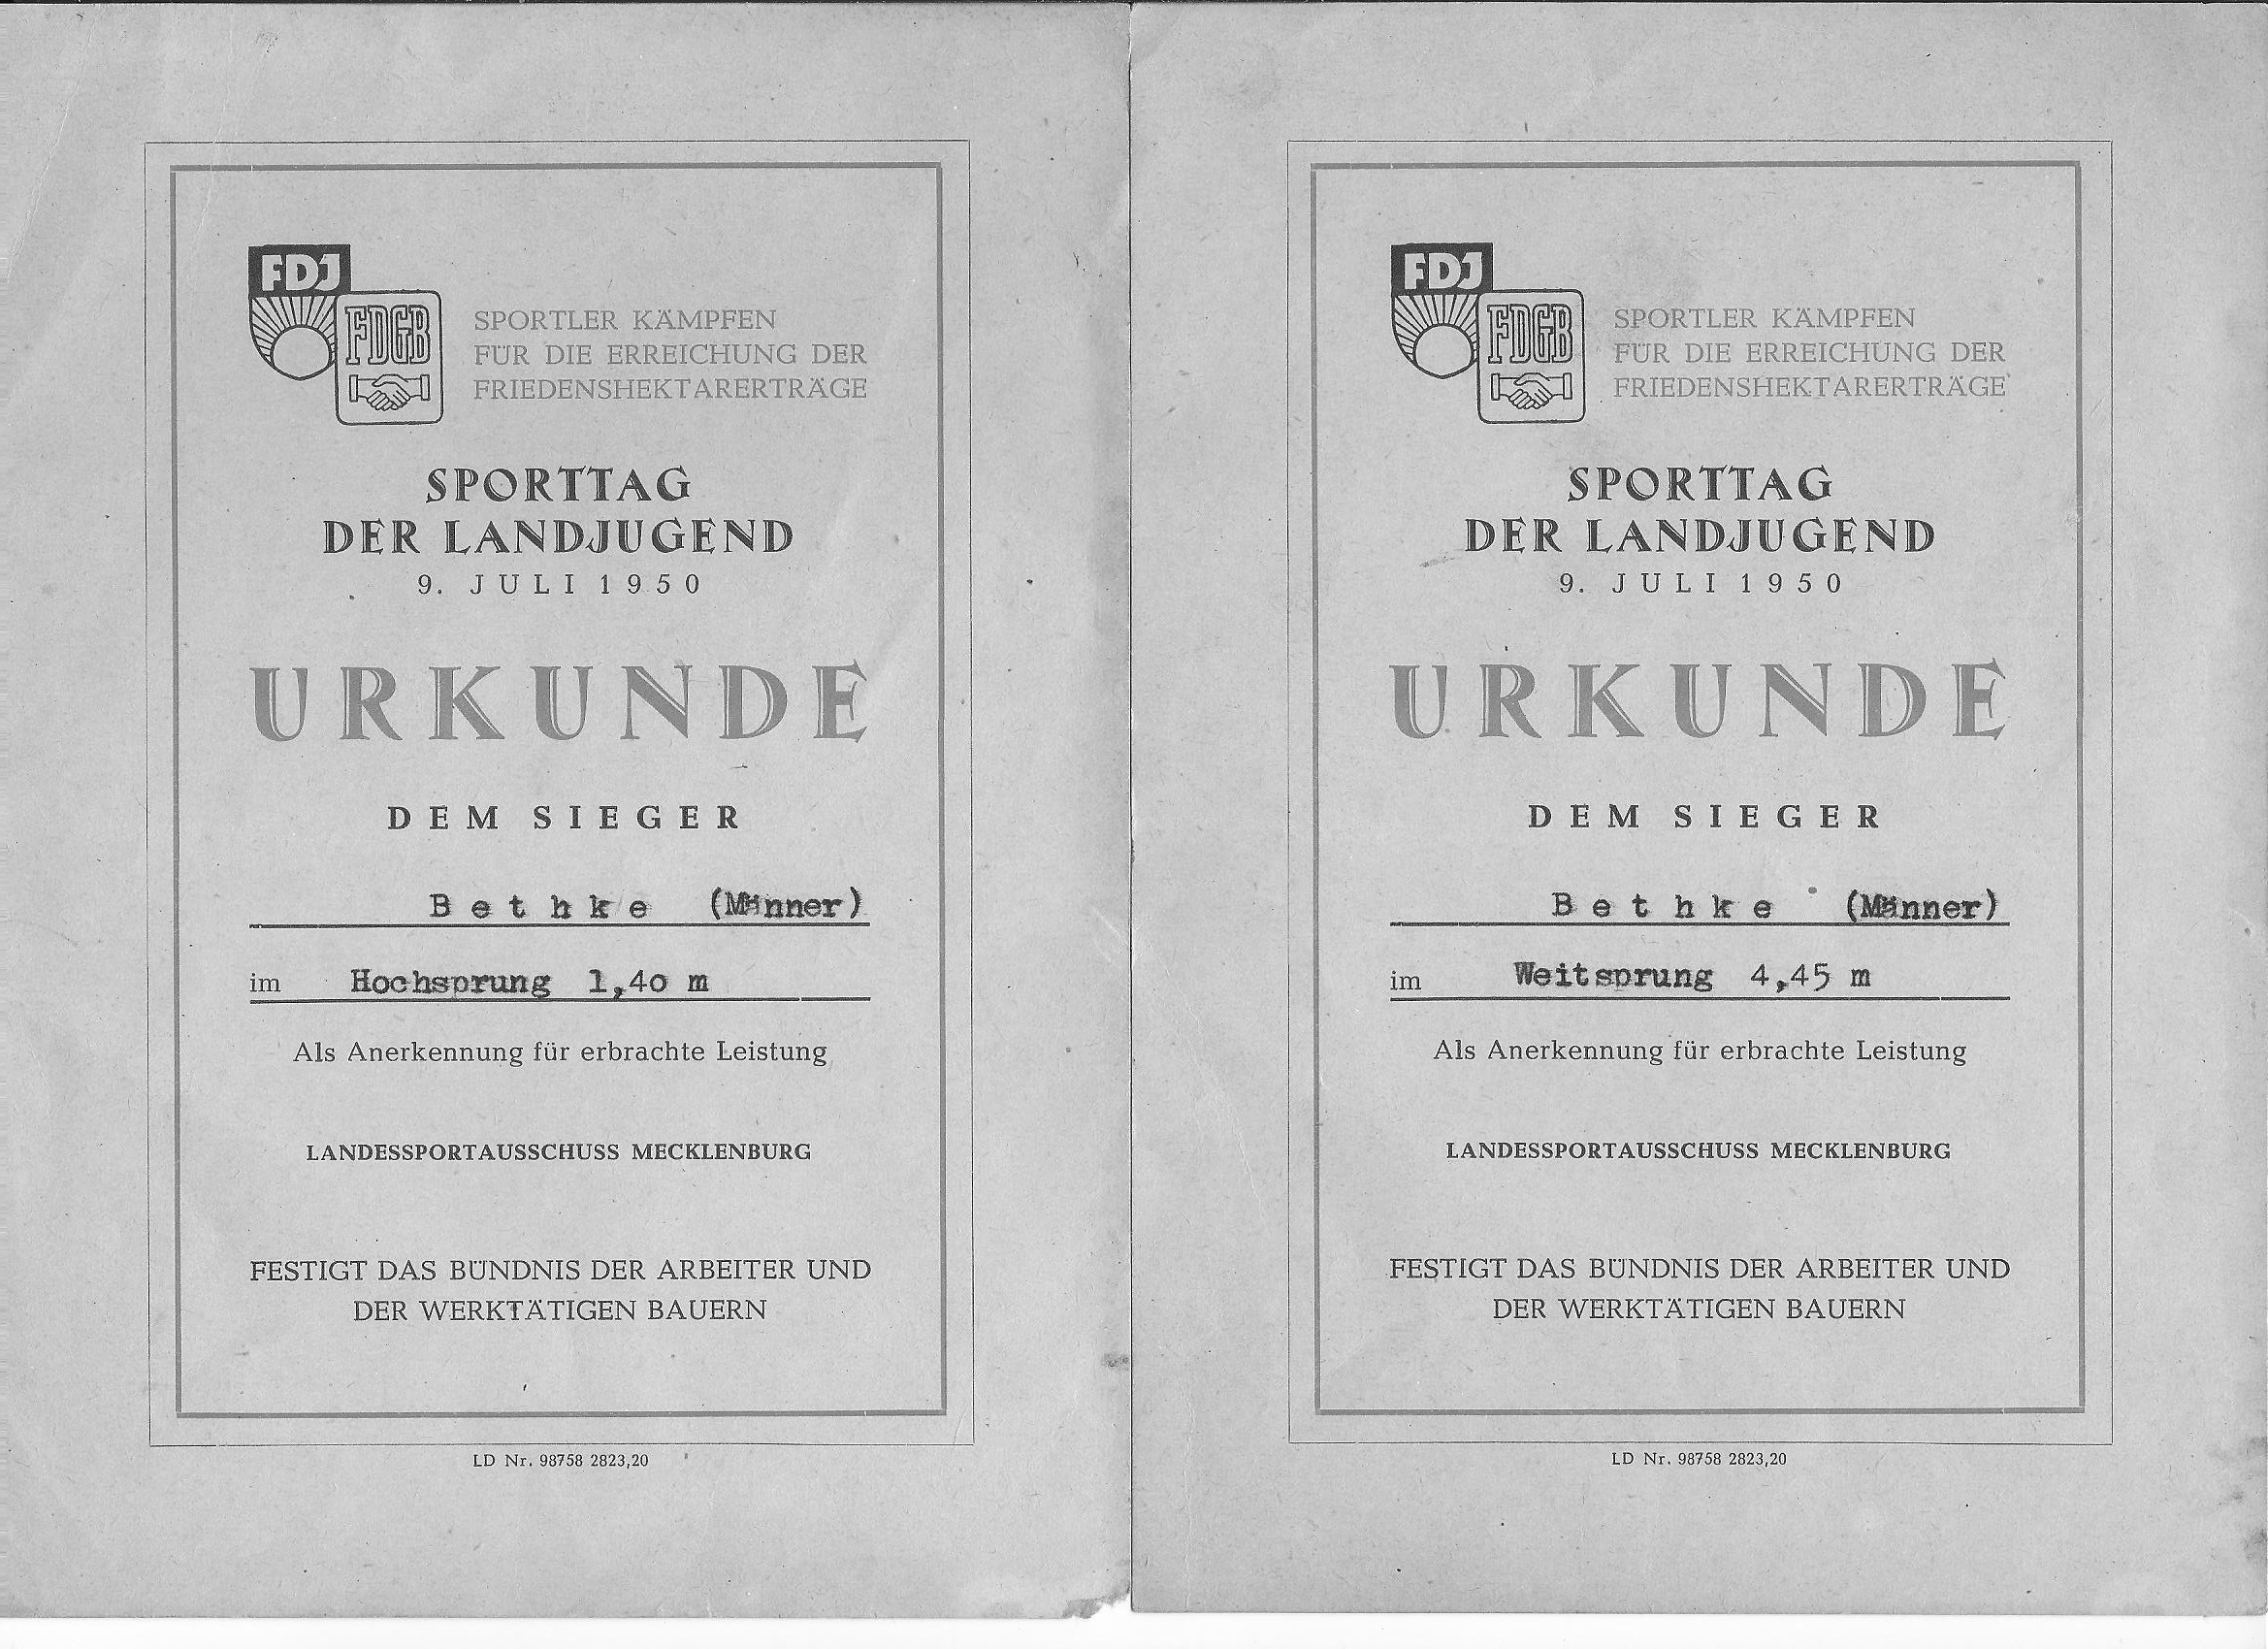 FDJ
FDGB
SPORTLER KÄMPFEN
FÜR DIE ERREICHUNG DER
FRIEDENSHEKTARERTRÄGE
SPORTTAG
DER LANDJUGEND
9. JULI 1950
URKUNDE
DEM SIEGER
Bethke (Männer)
im Hochsprung 1,40 m
Als Anerkennung für erbrachte Leistung
LANDESSPORTAUSSCHUSS MECKLENBURG
FESTIGT DAS BÜNDNIS DER ARBEITER UND
DER WERKTÄTIGEN BAUERN
LD Nr. 98758 2823,20
FDJ
FDGB
SPORTLER KÄMPFEN
FÜR DIE ERREICHUNG DER
FRIEDENSHEKTARERTRÄGE
SPORTTAG
DER LANDJUGEND
9. JULI 1950
URKUNDE
DEM SIEGER
Bethke (Männer)
im Weitsprung 4,45 m
Als Anerkennung für erbrachte Leistung
LANDESSPORTAUSSCHUSS MECKLENBURG
FESTIGT DAS BÜNDNIS DER ARBEITER UND
DER WERKTÄTIGEN BAUERN
LD Nr. 98758 2823,20